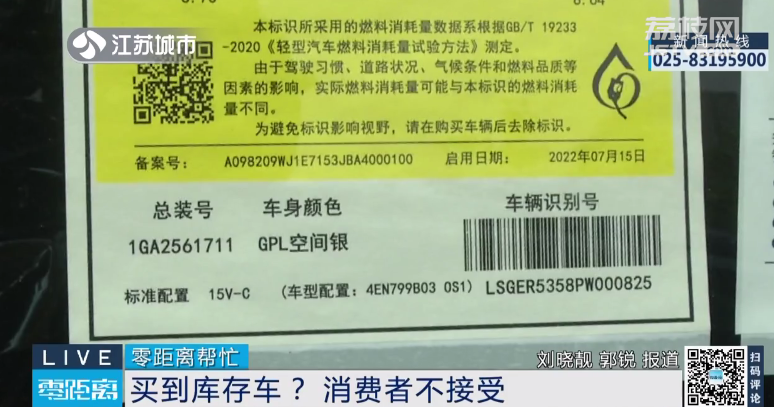 江苏城市
荔枝网
新闻热线
025-83195900
本标识所采用的燃料消耗量数据系根据GB/T 19233
-2020《轻型汽车燃料消耗量试验方法》测定。
由于驾驶习惯、道路状况、气候条件和燃料品质等
因素的影响，实际燃料消耗量可能与本标识的燃料消耗
量不同。
为避免标识影响视野，请在购买车辆后去除标识。
备案号： A098209WJ1E7153JBA4000100 启用日期： 2022年07月15日
总装号 车身颜色 车辆识别号
1GA2561711 GPL空间银
标准配置 15V-C (车型配置：4EN799B03 0S1) LSGER5358PW000825
LIVE 零距离帮忙 刘晓靓 郭锐 报道
零距离 买到库存车？ 消费者不接受
扫码评论